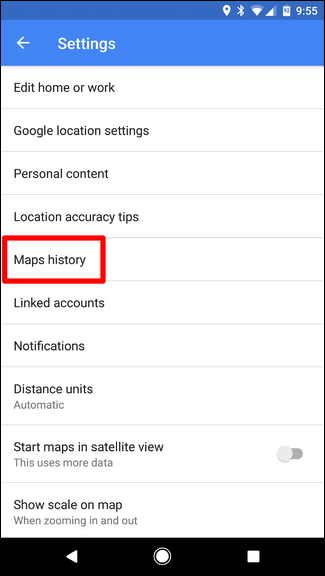 9:55
Settings
Edit home or work
Google location settings
Personal content
Location accuracy tips
Maps history
Linked accounts
Notifications
Distance units
Automatic
Start maps in satellite view
This uses more data
Show scale on map
When zooming in and out